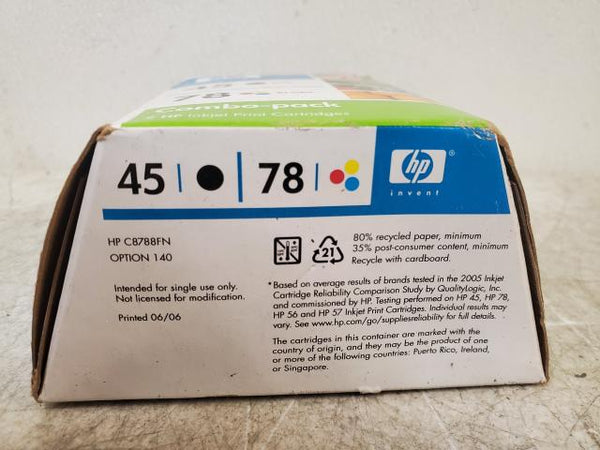 Combo-pack
HP Inkjet Print Cartridges
45 78
hp
invent
HP C8788FN
OPTION 140
80% recycled paper, minimum
35% post-consumer content, minimum
Recycle with cardboard.
21
Intended for single use only.
Not licensed for modification.
Printed 06/06
*Based on average results of brands tested in the 2005 Inkjet
Cartridge Reliability Comparison Study by QualityLogic, Inc.
and commissioned by HP. Testing performed on HP 45, HP 78,
HP 56 and HP 57 Inkjet Print Cartridges. Individual results may
vary. See www.hp.com/go/suppliesreliability for full details.
The cartridges in this container are marked with the
country of origin, and they may be the product of one
or more of the following countries: Puerto Rico, Ireland,
or Singapore.